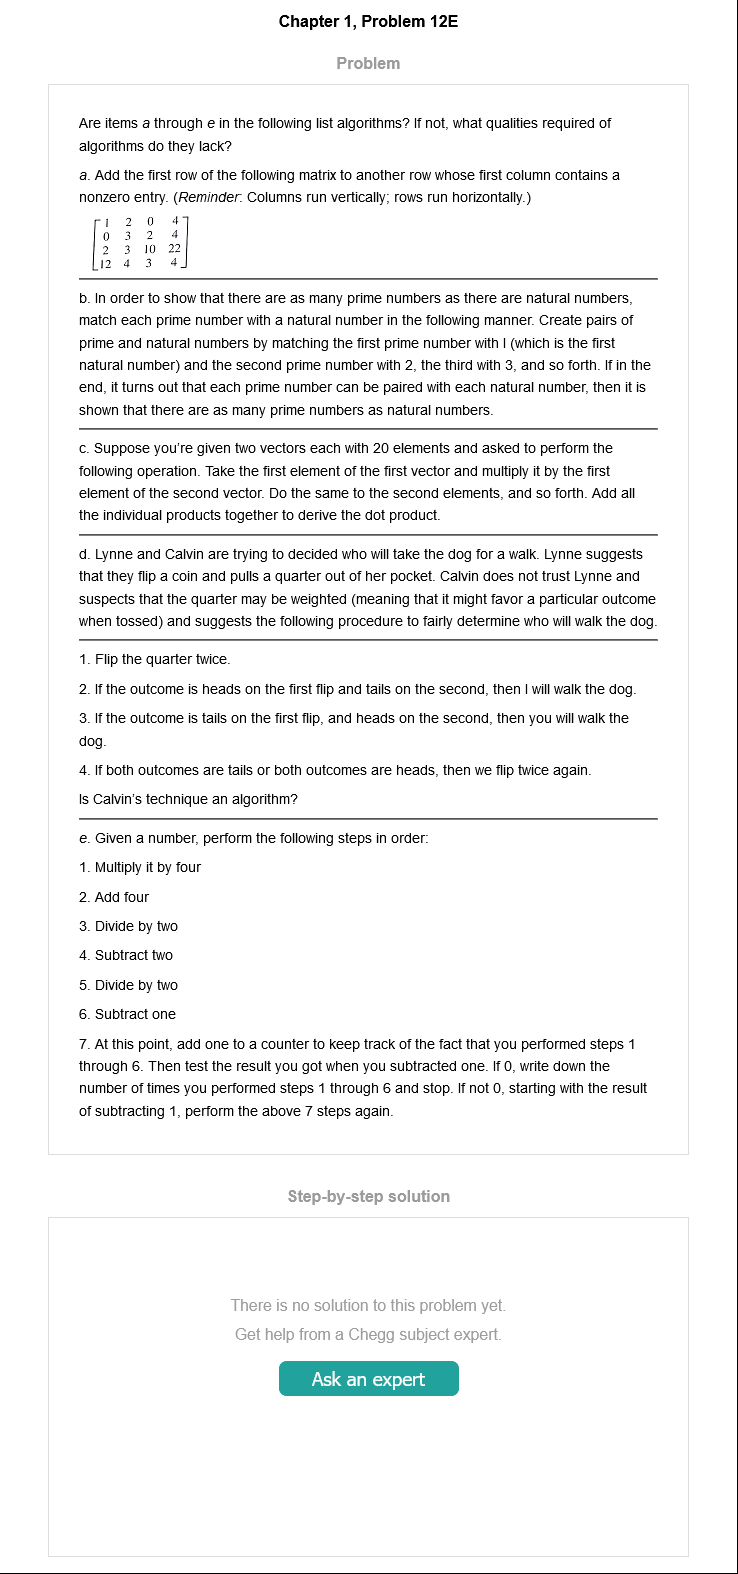 Chapter 1, Problem 12E
Problem
Are items a through e in the following list algorithms? If not, what qualities required of
algorithms do they lack?
a. Add the first row of the following matrix to another row whose first column contains a
nonzero entry. (Reminder: Columns run vertically; rows run horizontally.)
1 2 0 4
0 3 2 4
2 3 10 22
12 4 3 4
b. In order to show that there are as many prime numbers as there are natural numbers,
match each prime number with a natural number in the following manner. Create pairs of
prime and natural numbers by matching the first prime number with I (which is the first
natural number) and the second prime number with 2, the third with 3, and so forth. If in the
end, it turns out that each prime number can be paired with each natural number, then it is
shown that there are as many prime numbers as natural numbers.
c. Suppose you're given two vectors each with 20 elements and asked to perform the
following operation. Take the first element of the first vector and multiply it by the first
element of the second vector. Do the same to the second elements, and so forth. Add all
the individual products together to derive the dot product.
d. Lynne and Calvin are trying to decided who will take the dog for a walk. Lynne suggests
that they flip a coin and pulls a quarter out of her pocket. Calvin does not trust Lynne and
suspects that the quarter may be weighted (meaning that it might favor a particular outcome
when tossed) and suggests the following procedure to fairly determine who will walk the dog.
1. Flip the quarter twice.
2. If the outcome is heads on the first flip and tails on the second, then I will walk the dog.
3. If the outcome is tails on the first flip, and heads on the second, then you will walk the
dog.
4. If both outcomes are tails or both outcomes are heads, then we flip twice again.
Is Calvin's technique an algorithm?
e. Given a number, perform the following steps in order:
1. Multiply it by four
2. Add four
3. Divide by two
4. Subtract two
5. Divide by two
6. Subtract one
7. At this point, add one to a counter to keep track of the fact that you performed steps 1
through 6. Then test the result you got when you subtracted one. If 0, write down the
number of times you performed steps 1 through 6 and stop. If not 0, starting with the result
of subtracting 1, perform the above 7 steps again.
Step-by-step solution
There is no solution to this problem yet.
Get help from a Chegg subject expert.
Ask an expert